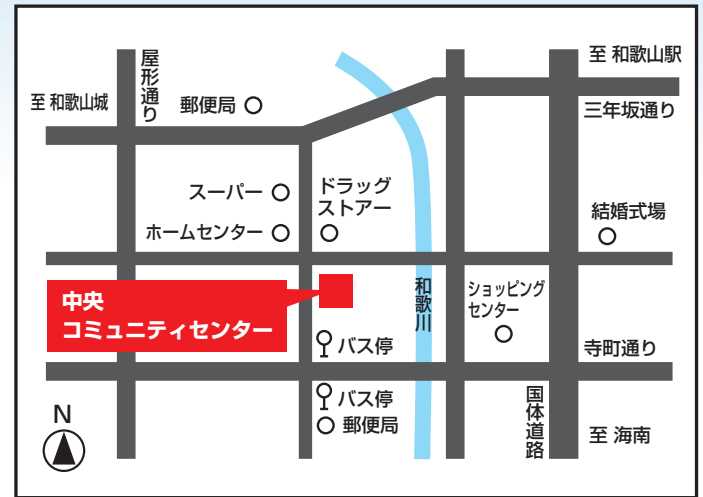 至 和歌山駅
屋形通り
至 和歌山城
郵便局
三年坂通り
スーパー
ドラッグ
ストアー
ホームセンター
結婚式場
中央
コミュニティセンター
和歌川
ショッピング
センター
バス停
寺町通り
バス停
郵便局
国体道路
至 海南
N